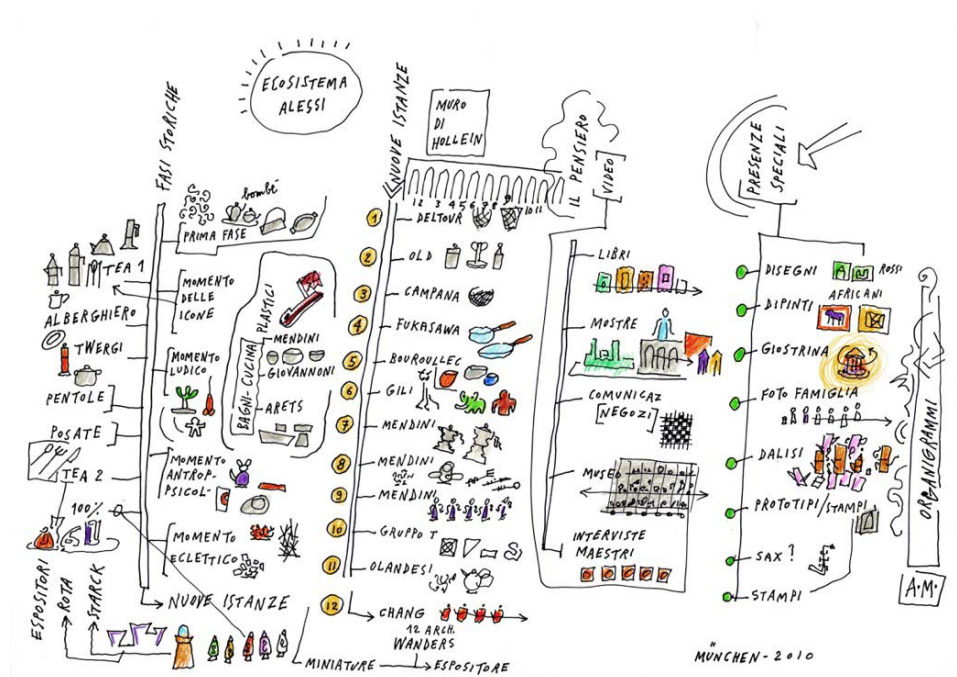 ECOSISTEMA
ALESSI
FASI STORICHE
bombé
PRIMA FASE
TEA 1
MOMENTO
DELLE
ICONE
ALBERGHIERO
TWERGI
MOMENTO
LUDICO
PENTOLE
POSATE
TEA 2
MOMENTO
ANTROP-
PSICOL-
100%
MOMENTO
ECLETTICO
NUOVE ISTANZE
ESPOSITORI
ROTA
STARCK
BAGNI-CUCINA
PLASTICI
MENDINI
GIOVANNONI
ARETS
NUOVE ISTANZE
MURO
DI
HOLLEIN
1 2 3 4 5 6 7 8 9 10 11
1 DELTOUR
2 OLD
3 CAMPANA
4 FUKASAWA
5 BOUROULLEC
6 GILI
7 MENDINI
8 MENDINI
9 MENDINI
10 GRUPPO T
11 OLANDESI
12 CHANG
12 ARCH.
WANDERS
MINIATURE
ESPOSITORE
IL PENSIERO
VIDEO
LIBRI
MOSTRE
COMUNICAZ
NEGOZI
MUSEO
INTERVISTE
MAESTRI
PRESENZE
SPECIALI
DISEGNI
ROSSI
AFRICANI
DIPINTI
GIOSTRINA
FOTO FAMIGLIA
DALISI
PROTOTIPI/STAMPI
SAX?
STAMPI
ORGANIGRAMMI
A.M.
MÜNCHEN - 2010